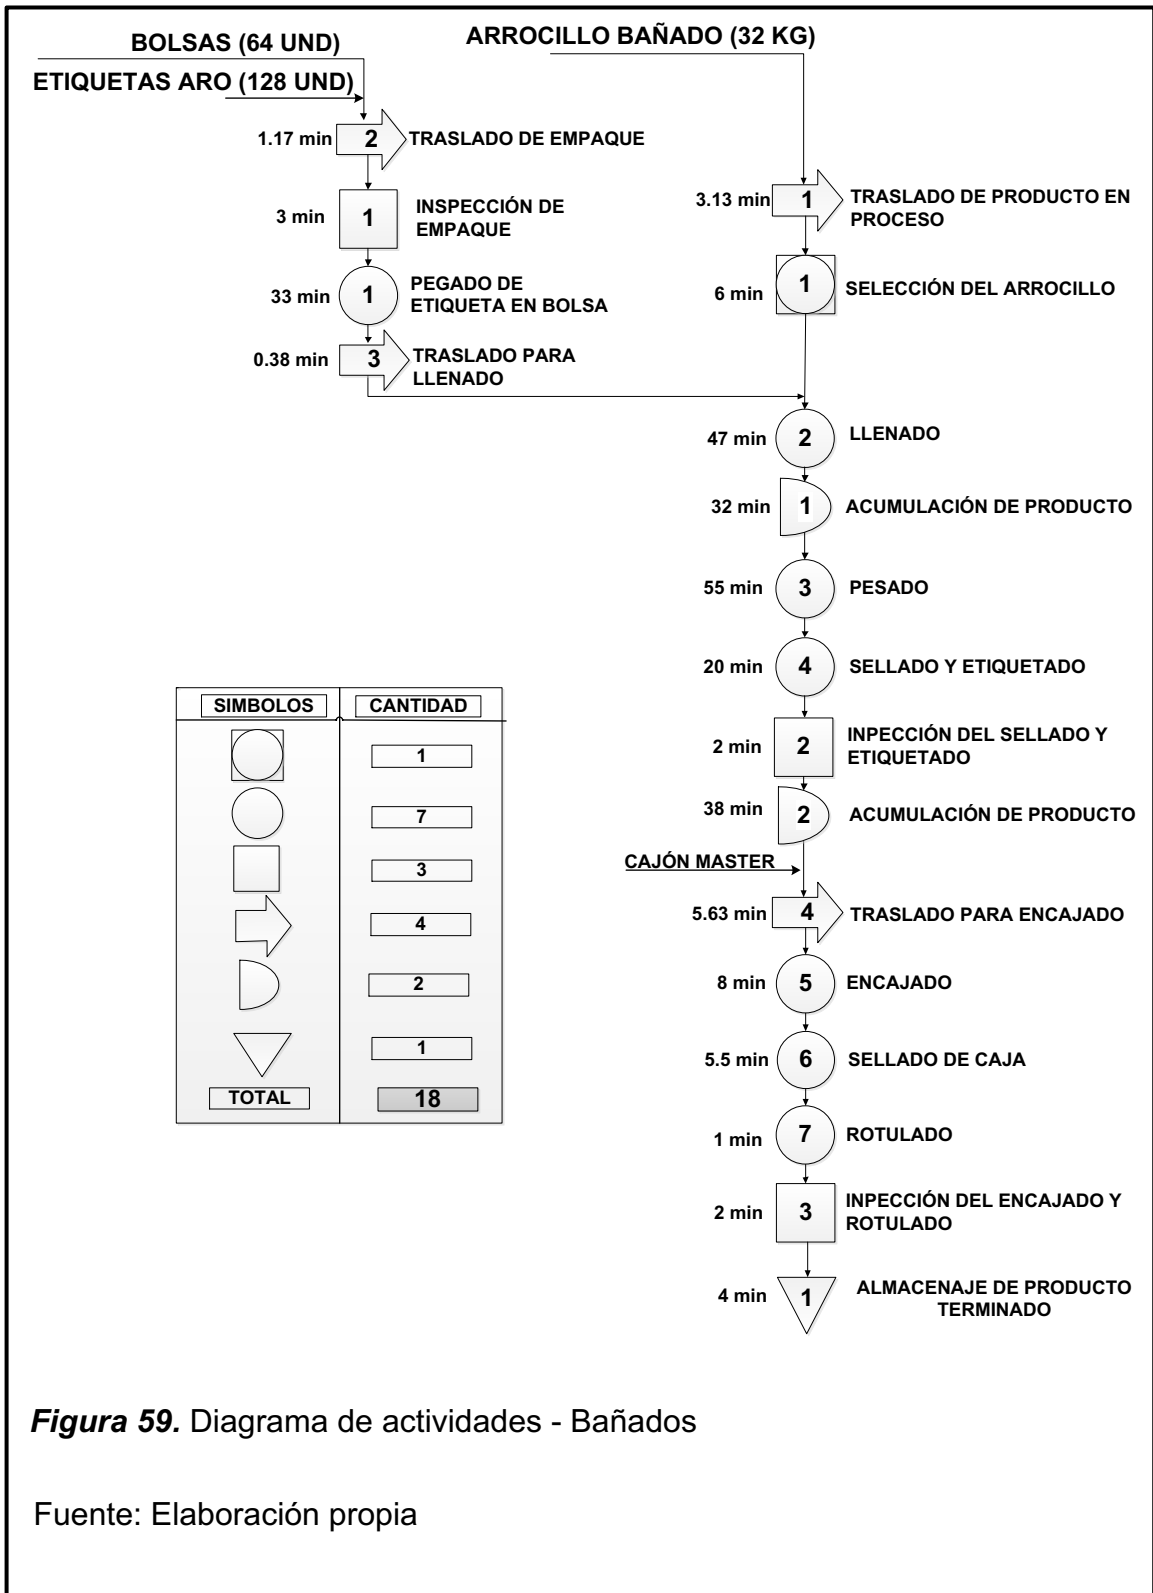 BOLSAS (64 UND)
ETIQUETAS ARO (128 UND)
1.17 min
2
TRASLADO DE EMPAQUE
3 min
1
INSPECCIÓN DE
EMPAQUE
33 min
1
PEGADO DE
ETIQUETA EN BOLSA
0.38 min
3
TRASLADO PARA
LLENADO
ARROCILLO BAÑADO (32 KG)
3.13 min
1
TRASLADO DE PRODUCTO EN
PROCESO
6 min
1
SELECCIÓN DEL ARROCILLO
47 min
2
LLENADO
32 min
1
ACUMULACIÓN DE PRODUCTO
55 min
3
PESADO
20 min
4
SELLADO Y ETIQUETADO
2 min
2
INPECCIÓN DEL SELLADO Y
ETIQUETADO
38 min
2
ACUMULACIÓN DE PRODUCTO
CAJÓN MASTER
5.63 min
4
TRASLADO PARA ENCAJADO
8 min
5
ENCAJADO
5.5 min
6
SELLADO DE CAJA
1 min
7
ROTULADO
2 min
3
INPECCIÓN DEL ENCAJADO Y
ROTULADO
4 min
1
ALMACENAJE DE PRODUCTO
TERMINADO
SIMBOLOS CANTIDAD
1
7
3
4
2
1
TOTAL 18
Figura 59. Diagrama de actividades - Bañados
Fuente: Elaboración propia